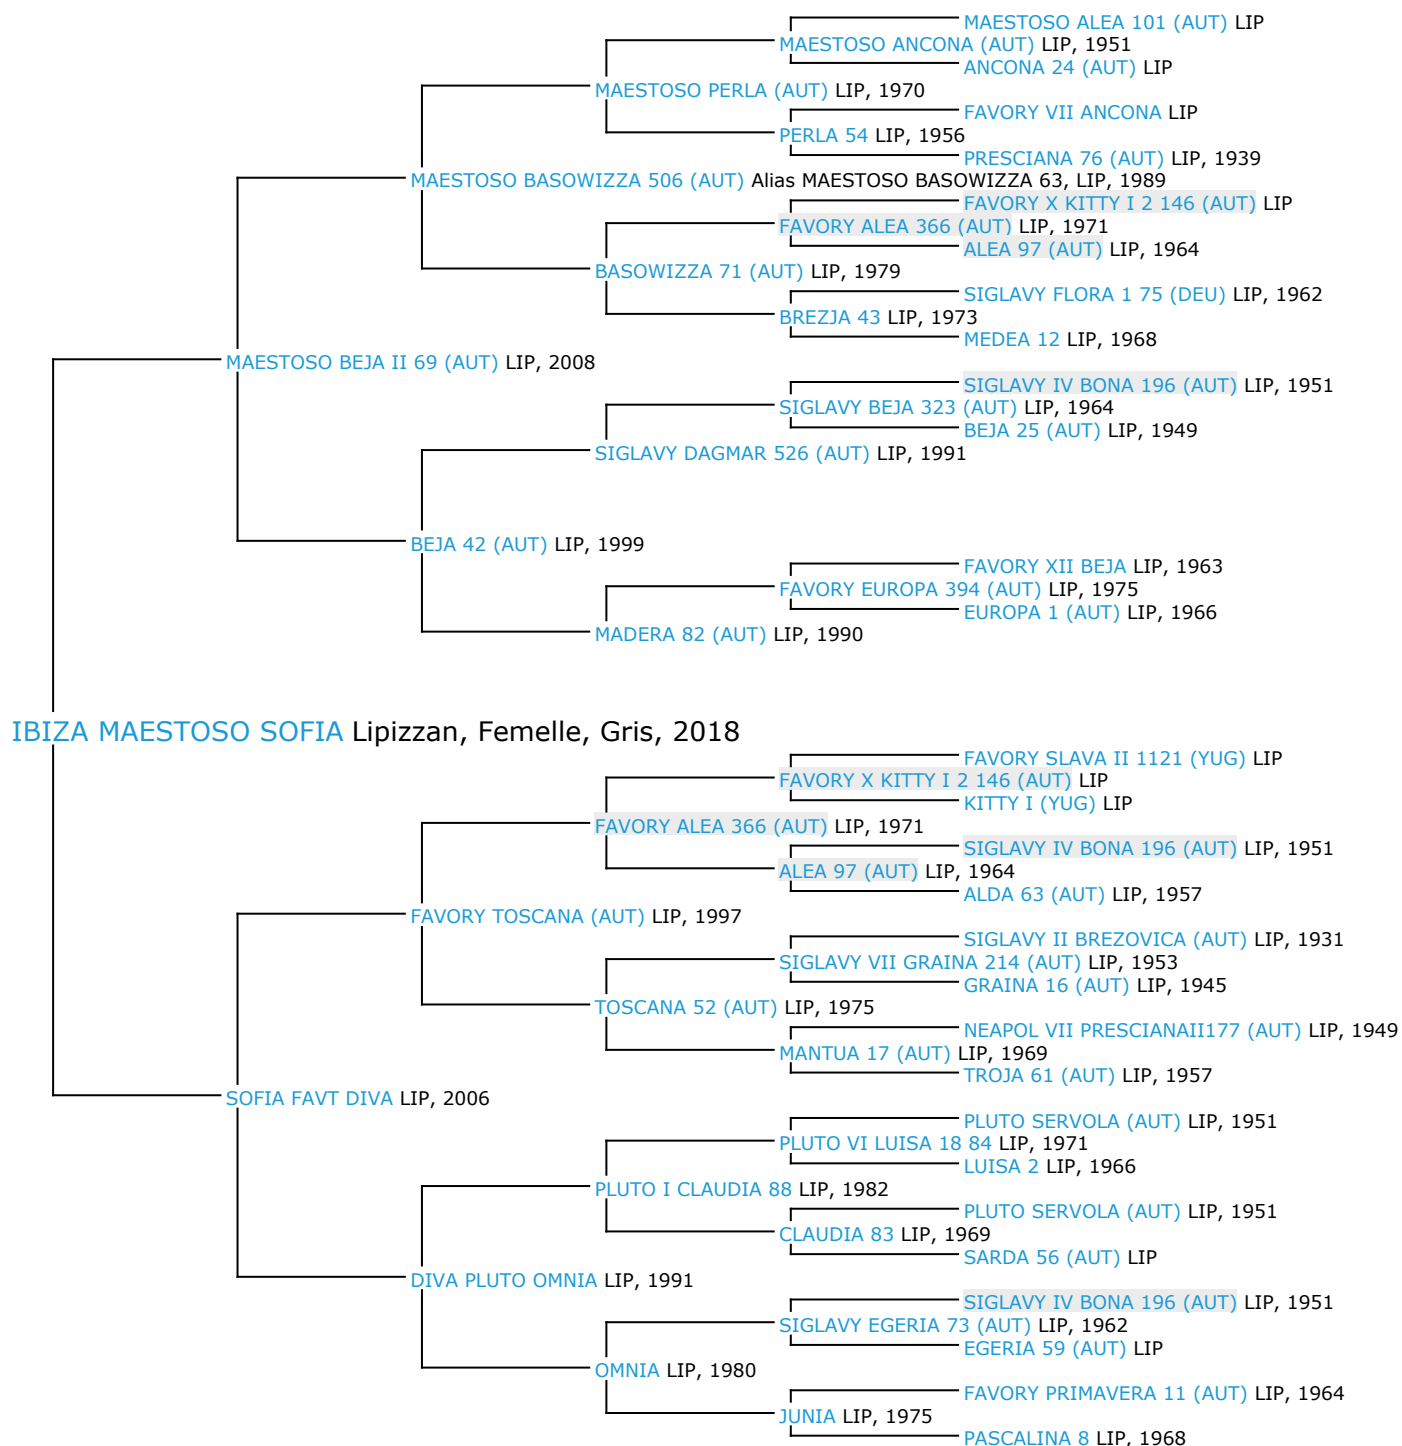 MAESTOSO ALEA 101 (AUT) LIP
MAESTOSO ANCONA (AUT) LIP, 1951
ANCONA 24 (AUT) LIP
MAESTOSO PERLA (AUT) LIP, 1970
FAVORY VII ANCONA LIP
PERLA 54 LIP, 1956
PRESCIANA 76 (AUT) LIP, 1939
MAESTOSO BASOWIZZA 506 (AUT) Alias MAESTOSO BASOWIZZA 63, LIP, 1989
FAVORY X KITTY I 2 146 (AUT) LIP
FAVORY ALEA 366 (AUT) LIP, 1971
ALEA 97 (AUT) LIP, 1964
BASOWIZZA 71 (AUT) LIP, 1979
SIGLAVY FLORA 1 75 (DEU) LIP, 1962
BREZJA 43 LIP, 1973
MEDEA 12 LIP, 1968
MAESTOSO BEJA II 69 (AUT) LIP, 2008
SIGLAVY IV BONA 196 (AUT) LIP, 1951
SIGLAVY BEJA 323 (AUT) LIP, 1964
BEJA 25 (AUT) LIP, 1949
SIGLAVY DAGMAR 526 (AUT) LIP, 1991
BEJA 42 (AUT) LIP, 1999
FAVORY XII BEJA LIP, 1963
FAVORY EUROPA 394 (AUT) LIP, 1975
EUROPA 1 (AUT) LIP, 1966
MADERA 82 (AUT) LIP, 1990
IBIZA MAESTOSO SOFIA Lipizzan, Femelle, Gris, 2018
FAVORY SLAVA II 1121 (YUG) LIP
FAVORY X KITTY I 2 146 (AUT) LIP
KITTY I (YUG) LIP
FAVORY ALEA 366 (AUT) LIP, 1971
SIGLAVY IV BONA 196 (AUT) LIP, 1951
ALEA 97 (AUT) LIP, 1964
ALDA 63 (AUT) LIP, 1957
FAVORY TOSCANA (AUT) LIP, 1997
SIGLAVY II BREZOVICA (AUT) LIP, 1931
SIGLAVY VII GRAINA 214 (AUT) LIP, 1953
GRAINA 16 (AUT) LIP, 1945
TOSCANA 52 (AUT) LIP, 1975
NEAPOL VII PRESCIANAII177 (AUT) LIP, 1949
MANTUA 17 (AUT) LIP, 1969
TROJA 61 (AUT) LIP, 1957
SOFIA FAVT DIVA LIP, 2006
PLUTO SERVOLA (AUT) LIP, 1951
PLUTO VI LUISA 18 84 LIP, 1971
LUISA 2 LIP, 1966
PLUTO I CLAUDIA 88 LIP, 1982
PLUTO SERVOLA (AUT) LIP, 1951
CLAUDIA 83 LIP, 1969
SARDA 56 (AUT) LIP
DIVA PLUTO OMNIA LIP, 1991
SIGLAVY IV BONA 196 (AUT) LIP, 1951
SIGLAVY EGERIA 73 (AUT) LIP, 1962
EGERIA 59 (AUT) LIP
OMNIA LIP, 1980
FAVORY PRIMAVERA 11 (AUT) LIP, 1964
JUNIA LIP, 1975
PASCALINA 8 LIP, 1968